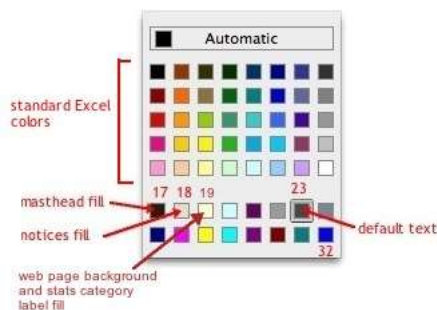 Automatic
standard Excel
colors
17 18 19 23
masthead fill
notices fill
default text
32
web page background
and stats category
label fill